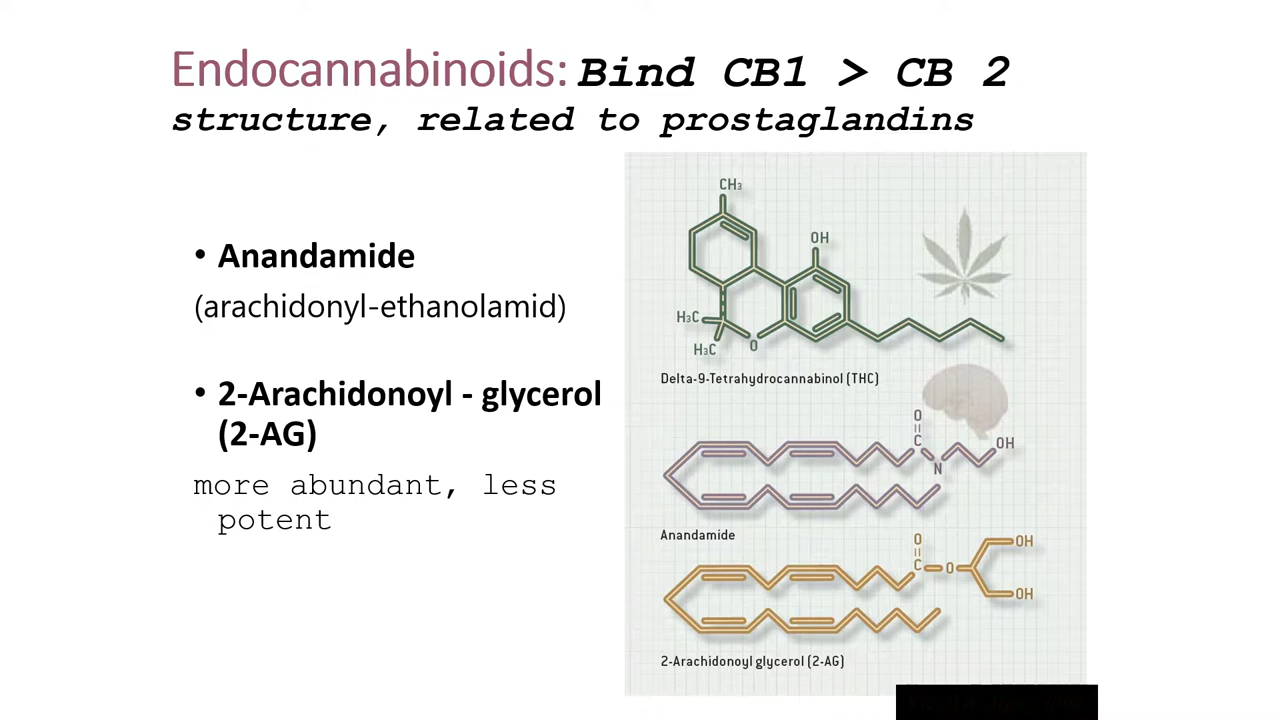 Endocannabinoids: Bind CB1 > CB 2
structure, related to prostaglandins
• Anandamide
(arachidonyl-ethanolamid)
• 2-Arachidonoyl - glycerol
(2-AG)
more abundant, less
potent
CH3
OH
H3C
H3C
O
Delta-9-Tetrahydrocannabinol (THC)
O
C
OH
N
Anandamide
O
OH
C
O
OH
2-Arachidonoyl glycerol (2-AG)